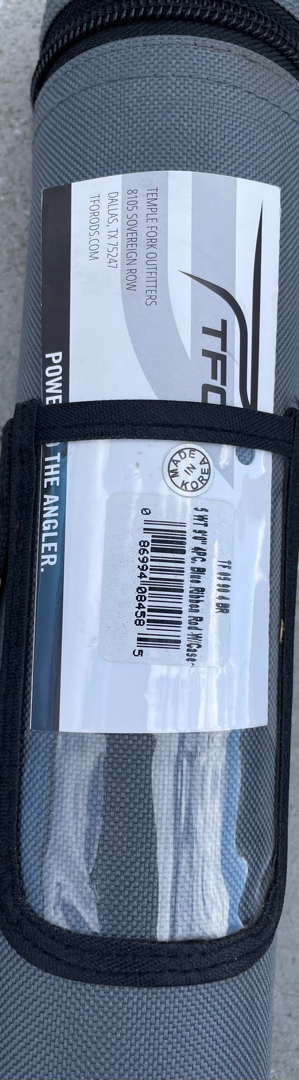 TFO
TEMPLE FORK OUTFITTERS
8105 SOVEREIGN ROW
DALLAS, TX 75247
TFORODS.COM
POWE THE ANGLER.
MADE IN KOREA
TF 05 90 4 BR
5 WT 9'0" 4PC. Blue Ribbon Rod W/Case
0 86994 08458 5